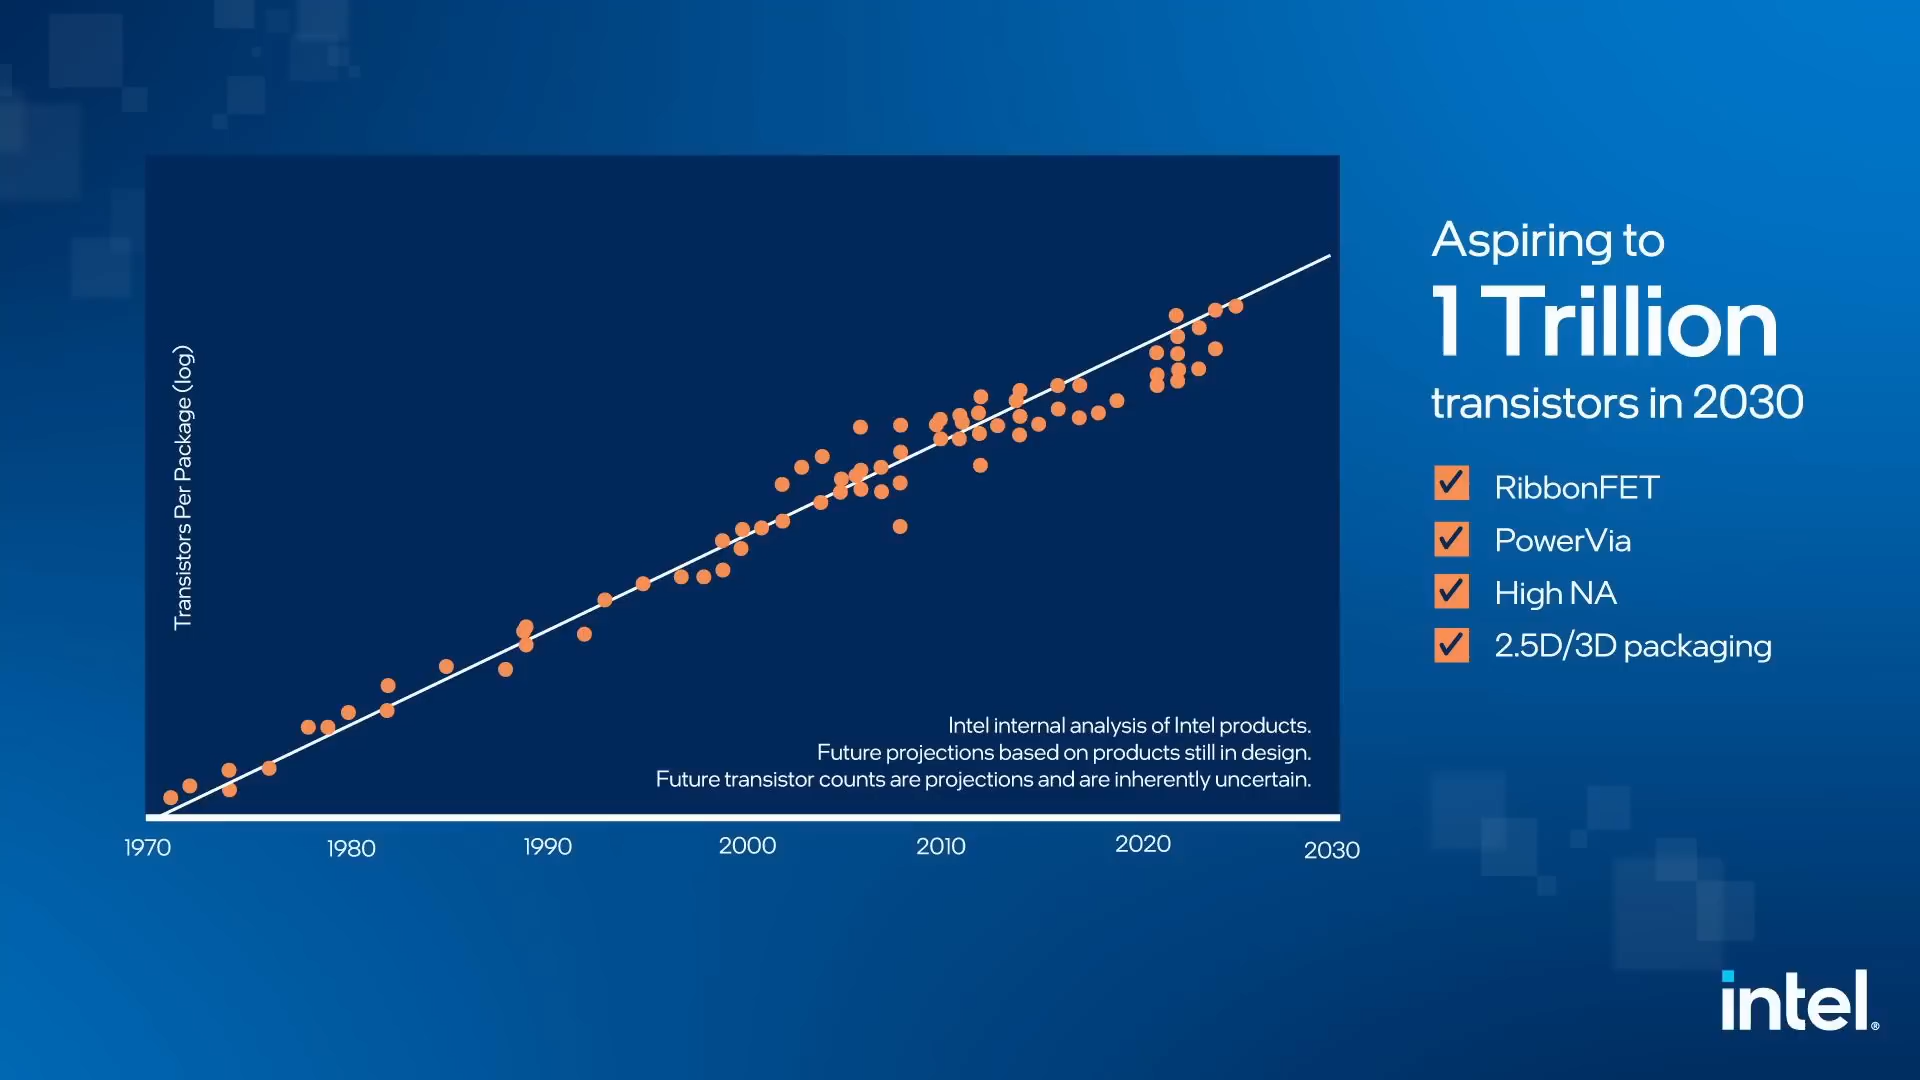 Transistors Per Package (log)
Intel internal analysis of Intel products.
Future projections based on products still in design.
Future transistor counts are projections and are inherently uncertain.
1970
1980
1990
2000
2010
2020
2030
Aspiring to
1 Trillion
transistors in 2030
RibbonFET
PowerVia
High NA
2.5D/3D packaging
intel®